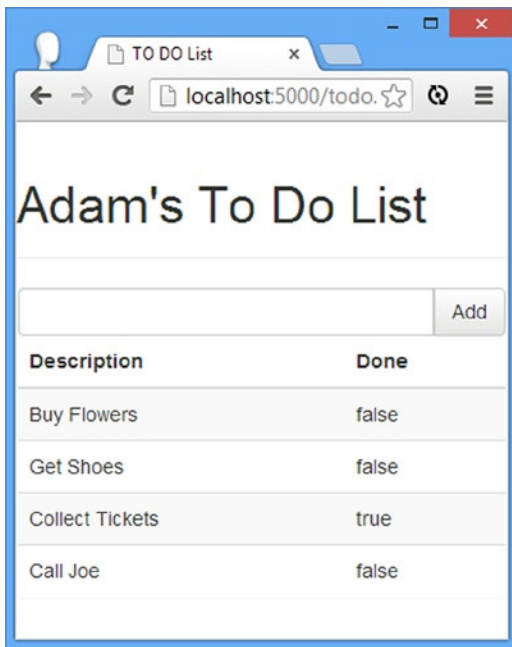 TO DO List
localhost:5000/todo.
Adam's To Do List
Add
Description Done
Buy Flowers false
Get Shoes false
Collect Tickets true
Call Joe false